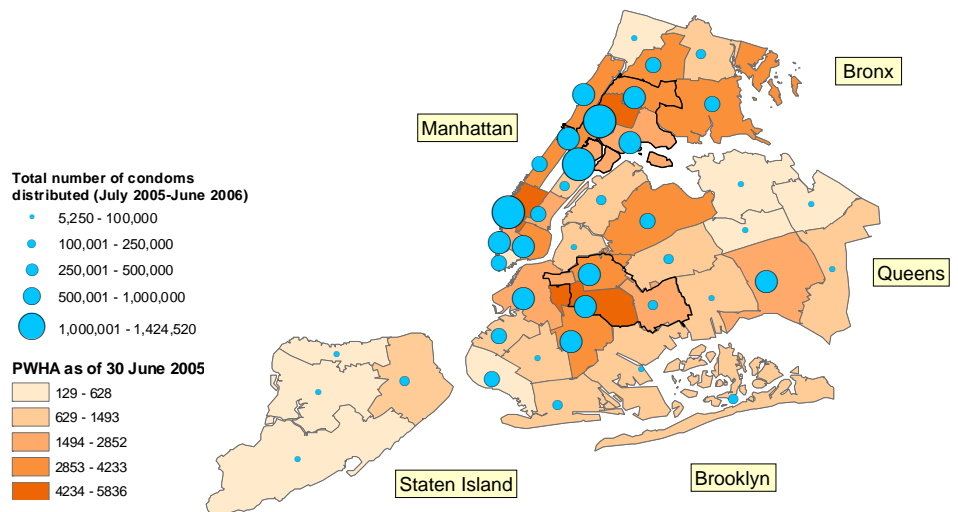 Bronx
Manhattan
Total number of condoms
distributed (July 2005-June 2006)
5,250 - 100,000
100,001 - 250,000
250,001 - 500,000
500,001 - 1,000,000
1,000,001 - 1,424,520
Queens
PWHA as of 30 June 2005
129 - 628
629 - 1493
1494 - 2852
2853 - 4233
4234 - 5836
Staten Island
Brooklyn